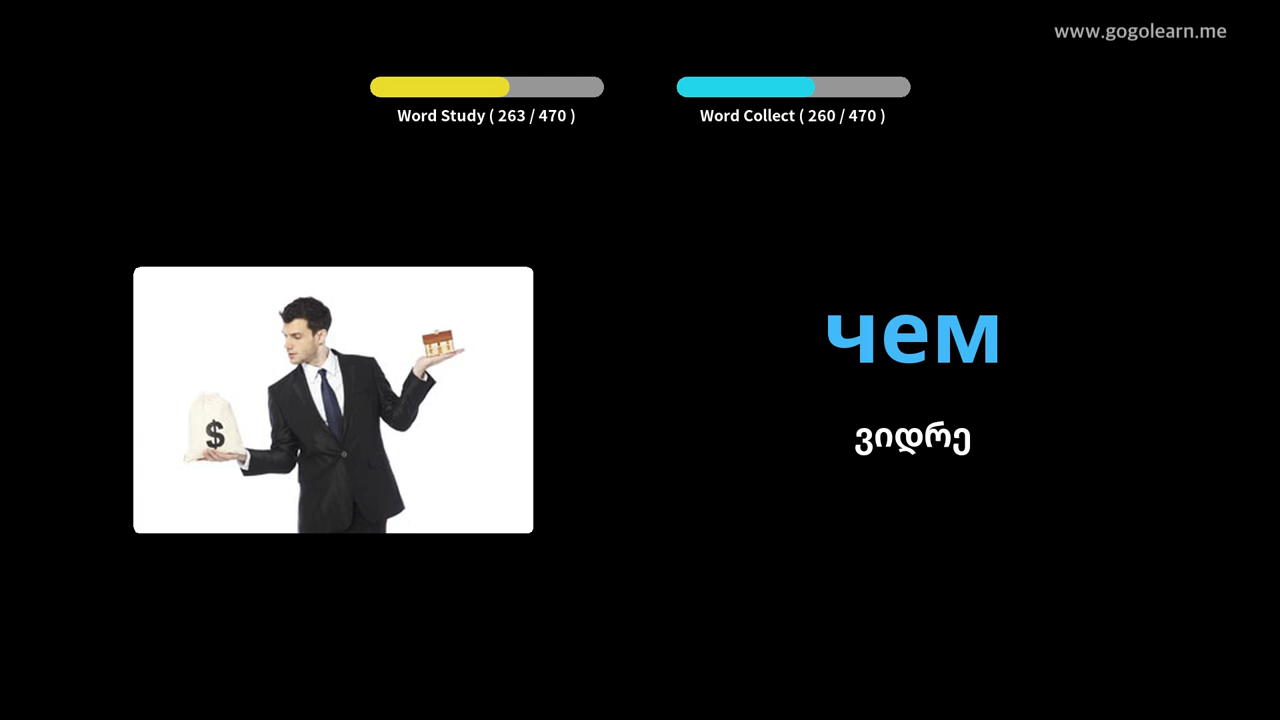 www.gogolearn.me
Word Study ( 263 / 470 )
Word Collect ( 260 / 470 )
$
чем
ვიდრე